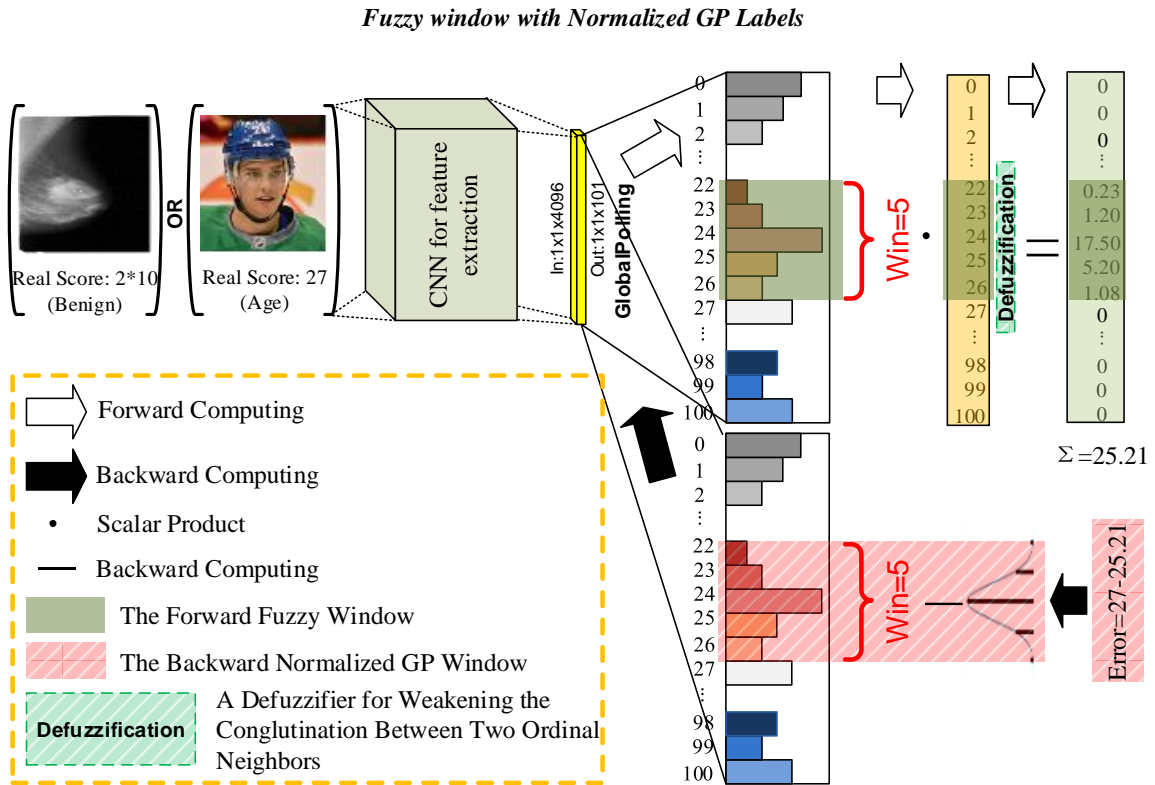 Fuzzy window with Normalized GP Labels
Real Score: 2*10
(Benign)
OR
Real Score: 27
(Age)
CNN for feature
extraction
In:1x1x4096
Out:1x1x101
GlobalPolling
0
1
2
⋮
22
23
24
25
26
27
⋮
98
99
100
Win=5
•
0
1
2
⋮
22
23
24
25
26
27
⋮
98
99
100
Defuzzification
=
0
0
0
⋮
0.23
1.20
17.50
5.20
1.08
0
⋮
0
0
0
Σ=25.21
0
1
2
⋮
22
23
24
25
26
27
⋮
98
99
100
Win=5
Error=27-25.21
Forward Computing
Backward Computing
• Scalar Product
Backward Computing
The Forward Fuzzy Window
The Backward Normalized GP Window
Defuzzification
A Defuzzifier for Weakening the
Conglutination Between Two Ordinal
Neighbors